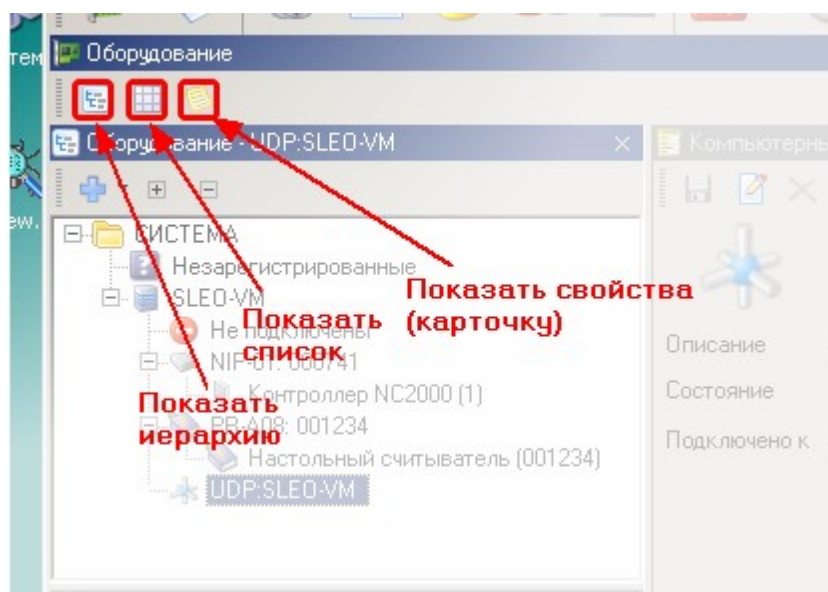 тем
Оборудование
Оборудование - UDP:SLEO-VM
Компьютерны
ew.
СИСТЕМА
Незарегистрированные
SLEO-VM
Не подключены
NIP-01: 000741
Контроллер NC2000 (1)
PR-A08: 001234
Настольный считыватель (001234)
UDP:SLEO-VM
Показать свойства
(карточку)
Показать
список
Показать
иерархию
Описание
Состояние
Подключено к